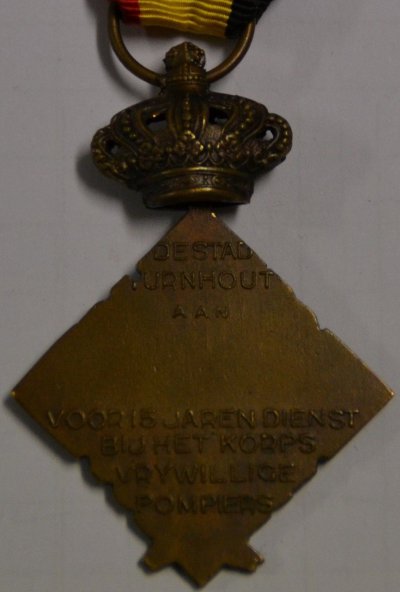 DE STAD
TURNHOUT
AAN
VOOR 15 JAREN DIENST
BIJ HET KORPS
VRYWILLIGE
POMPIERS